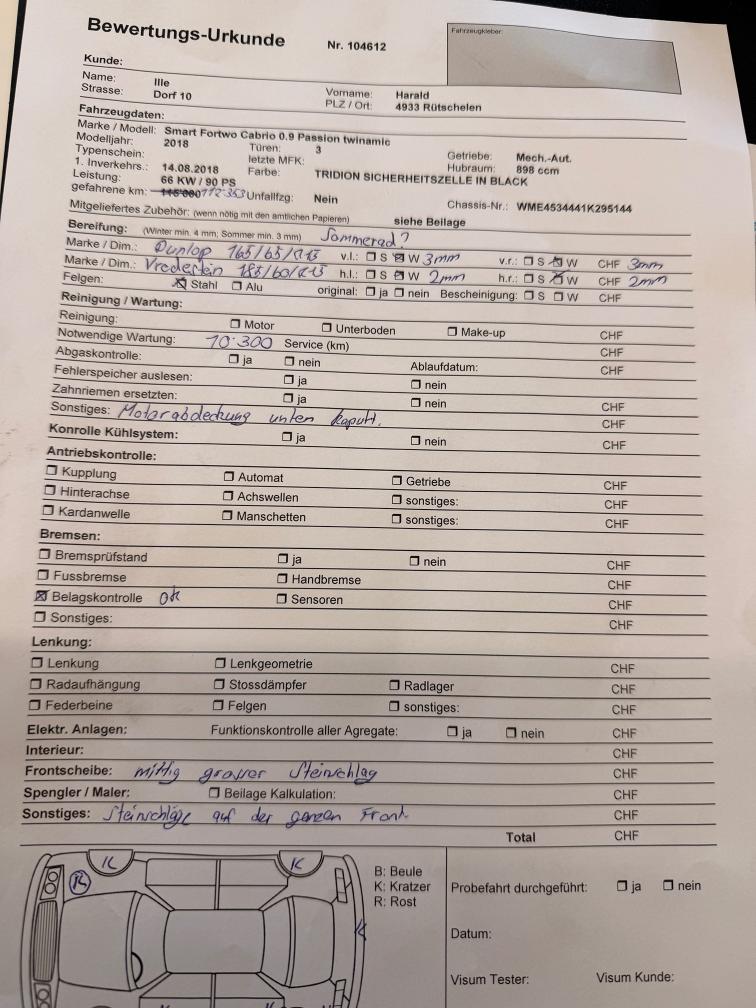 Bewertungs-Urkunde Nr. 104612 Fahrzeugkleber:
Kunde:
Name: Ille Vorname: Harald
Strasse: Dorf 10 PLZ / Ort: 4933 Rütschelen
Fahrzeugdaten:
Marke / Modell: Smart Fortwo Cabrio 0.9 Passion twinamic
Modelljahr: 2018 Türen: 3 Getriebe: Mech.-Aut.
Typenschein: letzte MFK: Hubraum: 898 ccm
1. Inverkehrs.: 14.08.2018 Farbe: TRIDION SICHERHEITSZELLE IN BLACK
Leistung: 66 KW / 90 PS
gefahrene km: 115'000 112'353 Unfallfzg: Nein Chassis-Nr.: WME4534441K295144
Mitgeliefertes Zubehör: (wenn nötig mit den amtlichen Papieren) siehe Beilage
Bereifung: (Winter min. 4 mm; Sommer min. 3 mm) Sommerrad?
Marke / Dim.: Dunlop 165/65/R15 v.l.: S W 3mm v.r.: S W CHF 3mm
Marke / Dim.: Vredestein 185/60/R15 h.l.: S W 2mm h.r.: S W CHF 2mm
Felgen: Stahl Alu original: ja nein Bescheinigung: S W CHF
Reinigung / Wartung:
Reinigung: Motor Unterboden Make-up CHF
Notwendige Wartung: 10'300 Service (km) CHF
Abgaskontrolle: ja nein Ablaufdatum: CHF
Fehlerspeicher auslesen: ja nein
Zahnriemen ersetzten: ja nein CHF
Sonstiges: Motorabdeckung unten kaputt. CHF
Konrolle Kühlsystem: ja nein CHF
Antriebskontrolle:
Kupplung Automat Getriebe CHF
Hinterachse Achswellen sonstiges: CHF
Kardanwelle Manschetten sonstiges: CHF
Bremsen:
Bremsprüfstand ja nein CHF
Fussbremse Handbremse CHF
Belagskontrolle ok Sensoren CHF
Sonstiges: CHF
Lenkung:
Lenkung Lenkgeometrie CHF
Radaufhängung Stossdämpfer Radlager CHF
Federbeine Felgen sonstiges: CHF
Elektr. Anlagen: Funktionskontrolle aller Agregate: ja nein CHF
Interieur: CHF
Frontscheibe: mittig grosser Steinschlag CHF
Spengler / Maler: Beilage Kalkulation: CHF
Sonstiges: Steinschläge auf der ganzen Front. CHF
Total CHF
K K
K
B: Beule
K: Kratzer
R: Rost
K
K K
Probefahrt durchgeführt: ja nein
Datum:
Visum Tester: Visum Kunde: